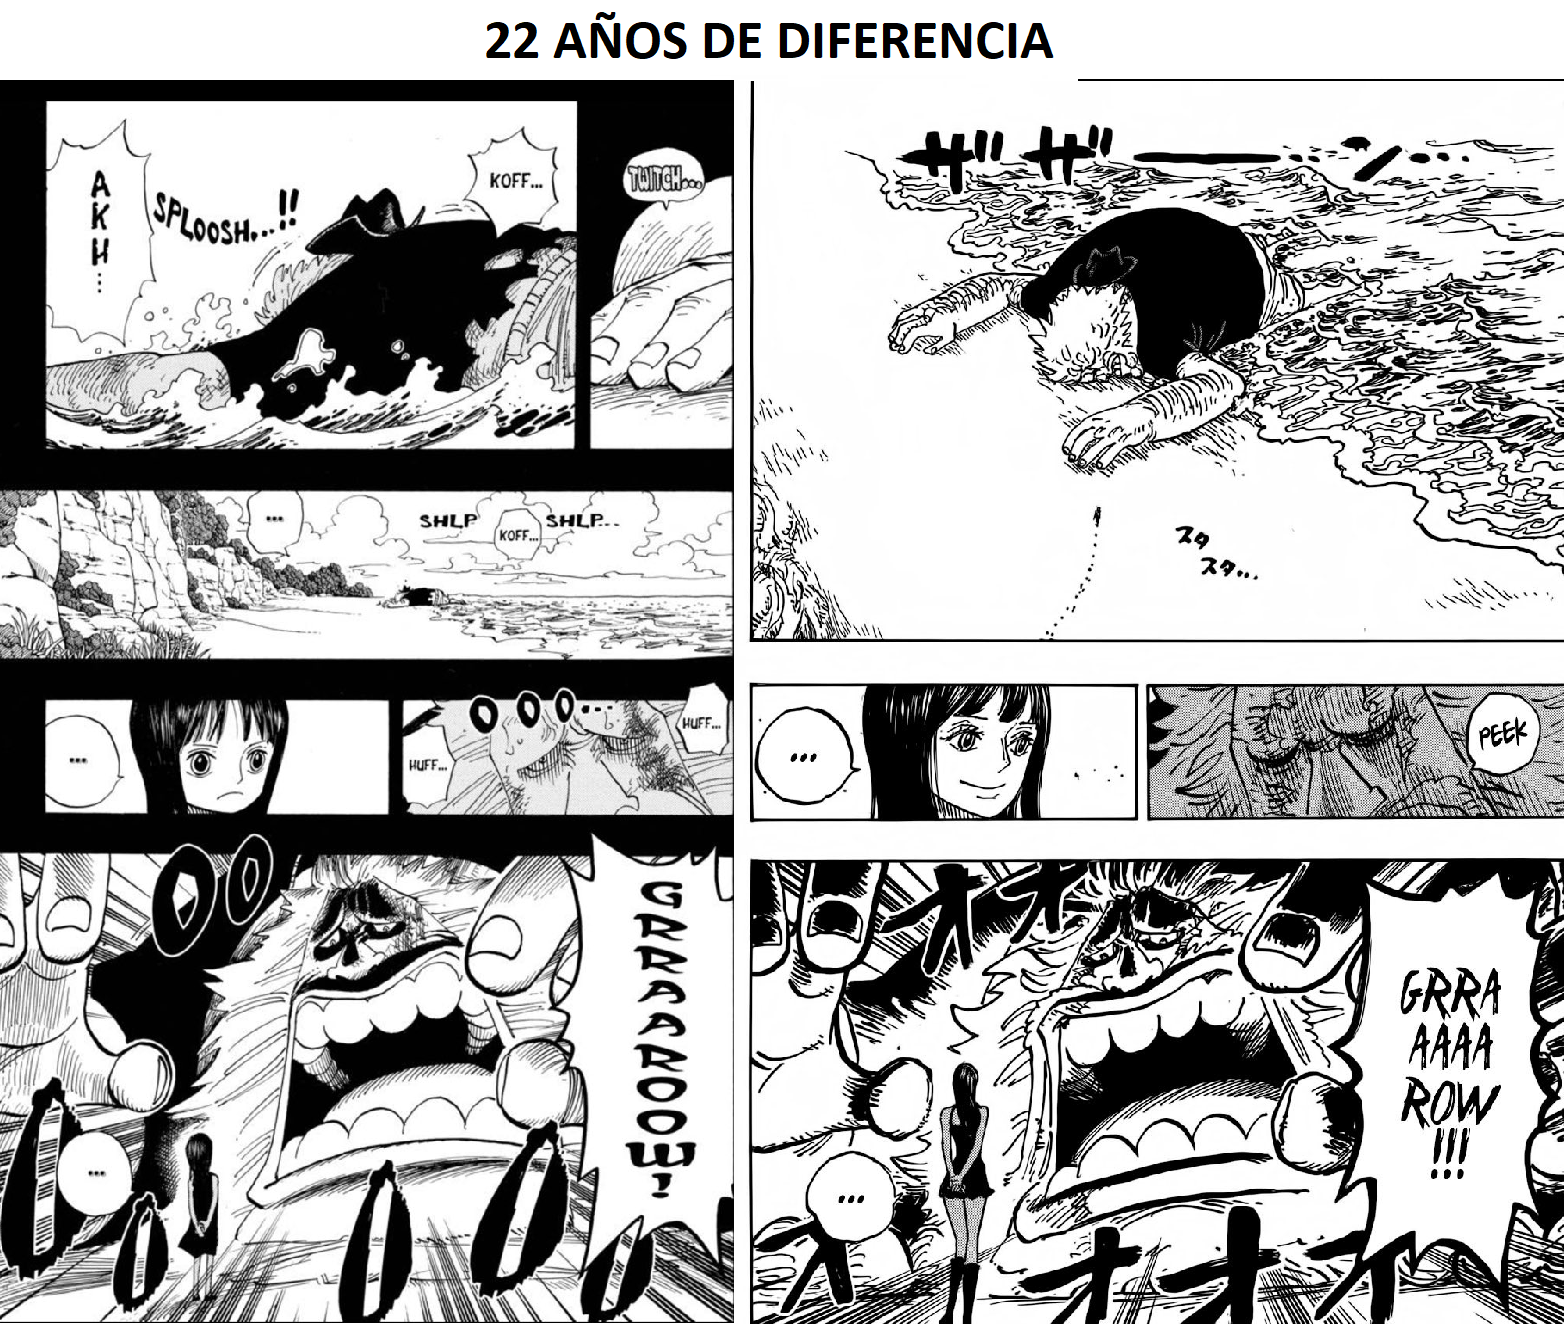 22 AÑOS DE DIFERENCIA
AKH...
SPLOOSH...!!
KOFF...
TWITCH...
...
SHLP
KOFF...
SHLP...
...
HUFF...
HUFF...
GRRAAROOW!
...
ザザ
スタ
スタ...
...
PEEK
オオ
GRRA
AAAA
ROW
!!!
...
オオオ